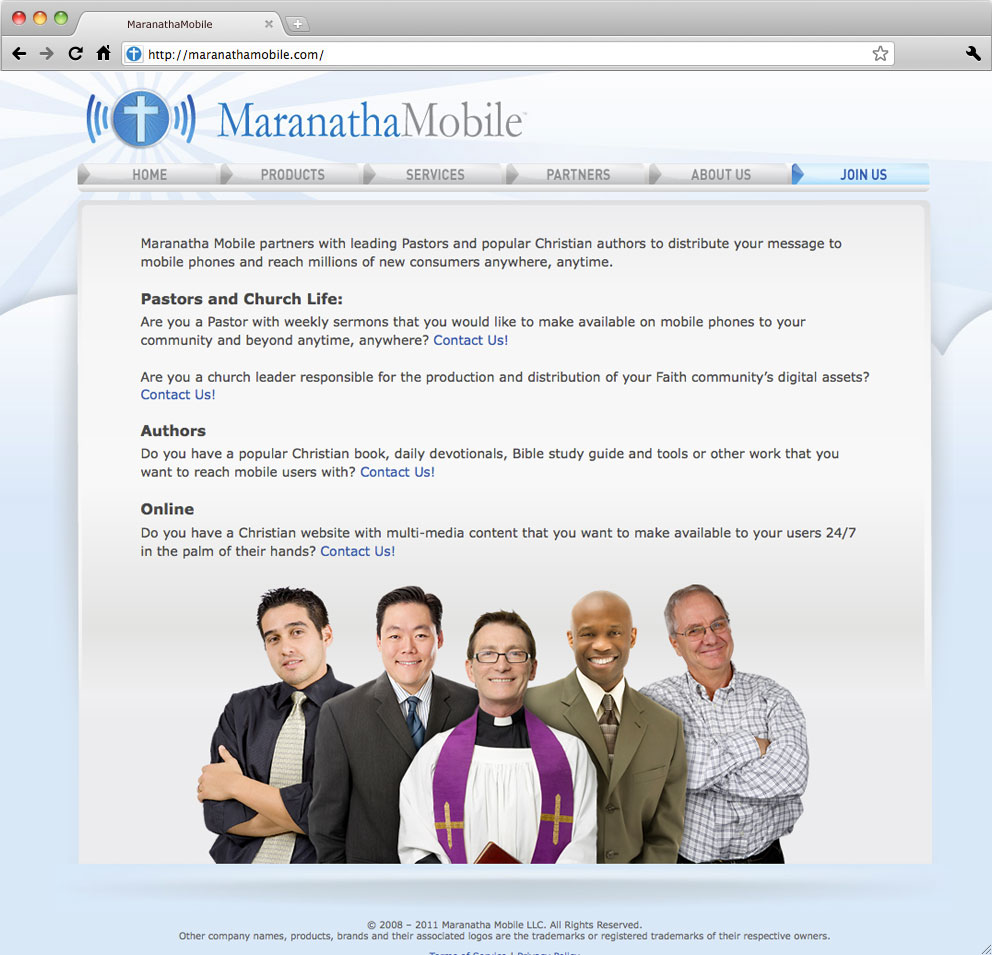 MaranathaMobile
http://maranathamobile.com/
MaranathaMobile™
HOME PRODUCTS SERVICES PARTNERS ABOUT US JOIN US
Maranatha Mobile partners with leading Pastors and popular Christian authors to distribute your message to
mobile phones and reach millions of new consumers anywhere, anytime.
Pastors and Church Life:
Are you a Pastor with weekly sermons that you would like to make available on mobile phones to your
community and beyond anytime, anywhere? Contact Us!
Are you a church leader responsible for the production and distribution of your Faith community’s digital assets?
Contact Us!
Authors
Do you have a popular Christian book, daily devotionals, Bible study guide and tools or other work that you
want to reach mobile users with? Contact Us!
Online
Do you have a Christian website with multi-media content that you want to make available to your users 24/7
in the palm of their hands? Contact Us!
© 2008 – 2011 Maranatha Mobile LLC. All Rights Reserved.
Other company names, products, brands and their associated logos are the trademarks or registered trademarks of their respective owners.
Terms of Service | Privacy Policy